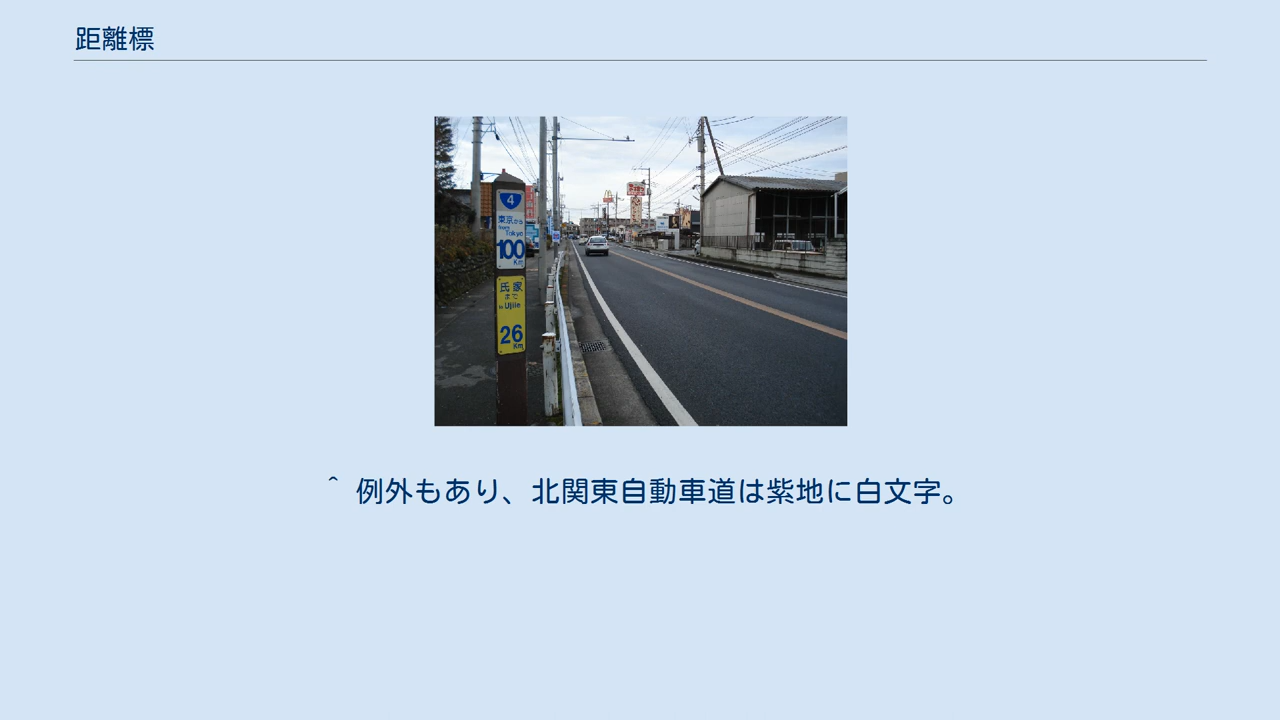 距離標
4
東京から
from Tokyo
100
Km
氏家
まで
to Ujiie
26
Km
^ 例外もあり、北関東自動車道は紫地に白文字。